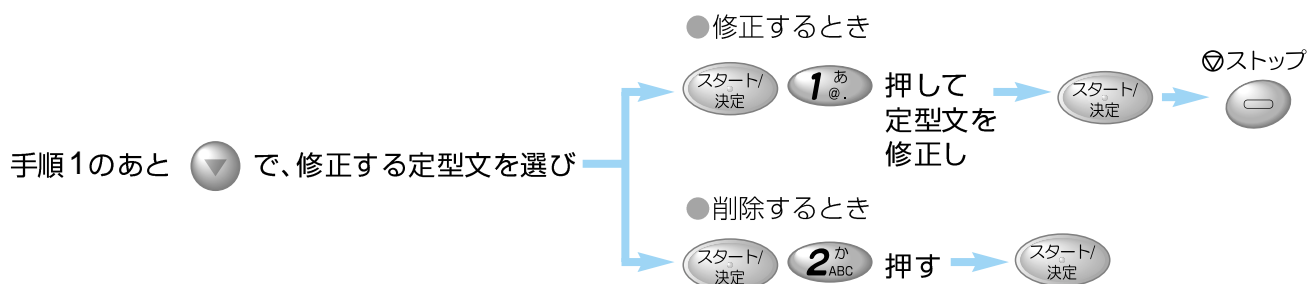 ●修正するとき
スタート/
決定
1 あ
@.
押して
定型文を
修正し
スタート/
決定
ストップ
手順1のあと
で、修正する定型文を選び
●削除するとき
スタート/
決定
2 か
ABC
押す
スタート/
決定